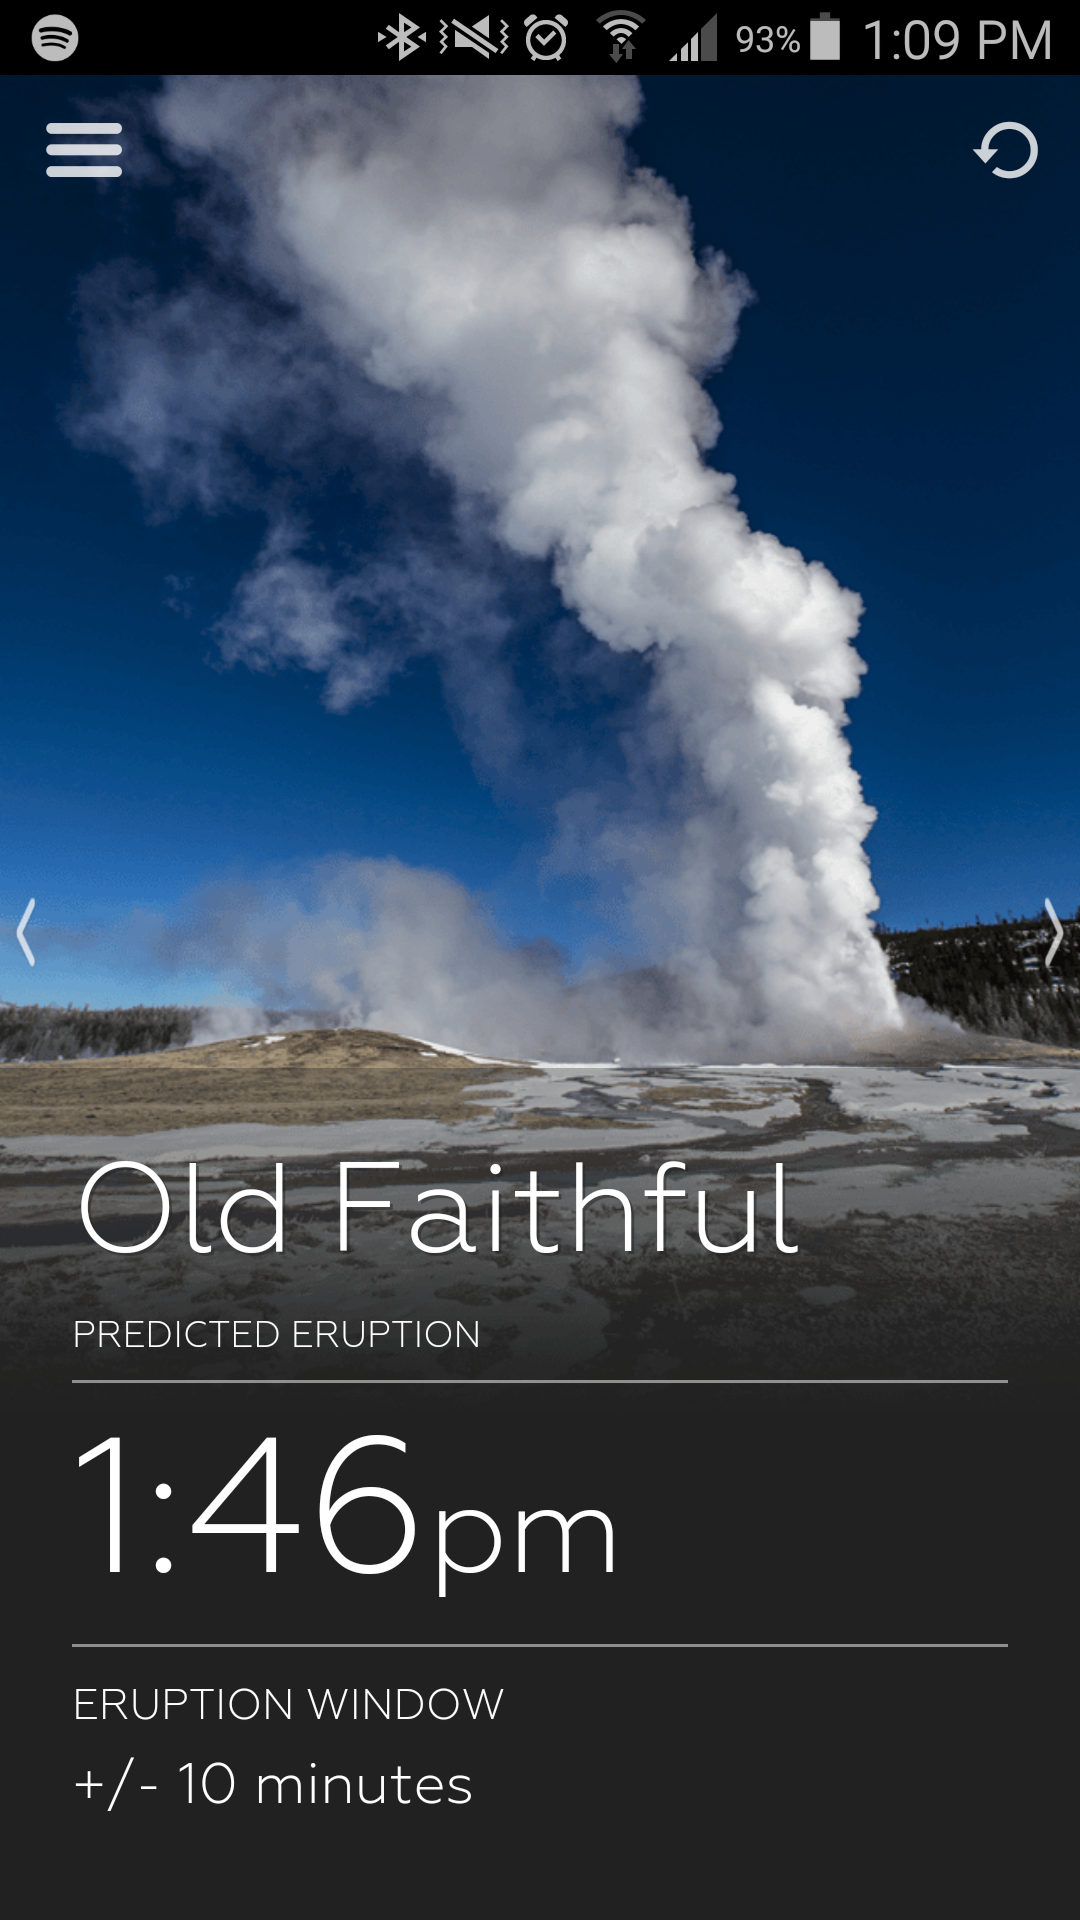 93% 1:09 PM
Old Faithful
PREDICTED ERUPTION
1:46pm
ERUPTION WINDOW
+/- 10 minutes